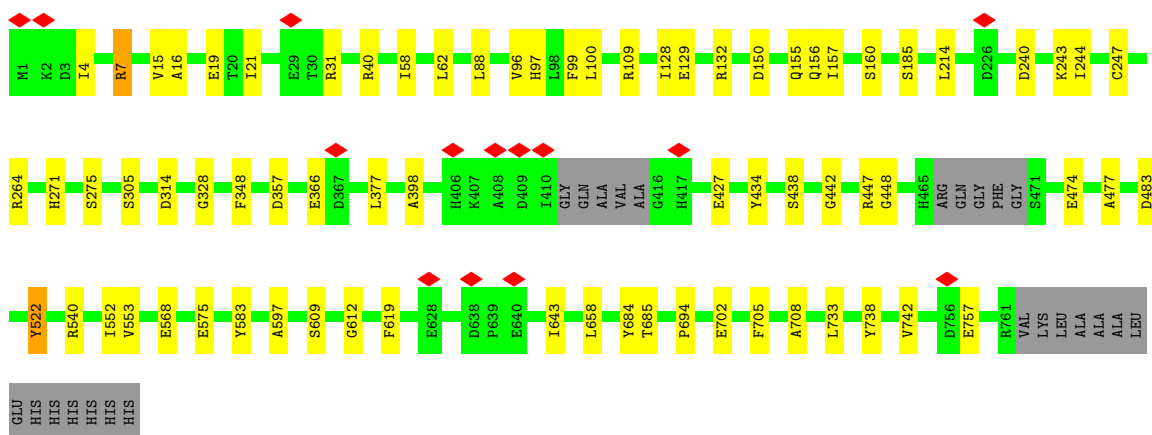 M1 K2 D3 I4 R7 V15 A16 E19 T20 I21 E29 T30 R31 R40 I58 L62 L88 V96 H97 L98 F99 L100 R109 I128 E129 R132 D150 Q155 Q156 I157 S160 S185 L214 D226 D240 K243 I244 C247
R264 H271 S275 S305 D314 G328 F348 D357 E366 D367 L377 A398 H406 K407 A408 D409 I410 GLY GLN ALA VAL ALA G416 H417 E427 Y434 S438 G442 R447 G448 H465 ARG GLN GLY PHE GLY S471 E474 A477 D483
Y522 R540 I552 V553 E568 E575 Y583 A597 S609 G612 F619 E628 D638 P639 E640 I643 L658 Y684 T685 P694 E702 F705 A708 L733 Y738 V742 D756 E757 R761 VAL LYS LEU ALA ALA ALA LEU
GLU HIS HIS HIS HIS HIS HIS